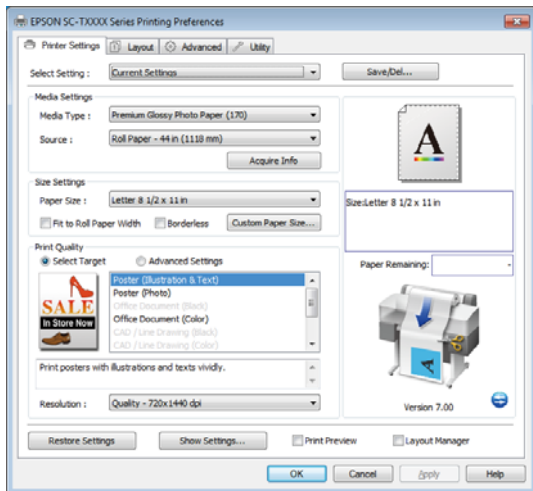 EPSON SC-TXXXX Series Printing Preferences
Printer Settings
Layout
Advanced
Utility
Select Setting :
Current Settings
Save/Del...
Media Settings
Media Type :
Premium Glossy Photo Paper (170)
Source :
Roll Paper - 44 in (1118 mm)
Acquire Info
A
Size Settings
Paper Size :
Letter 8 1/2 x 11 in
Size:Letter 8 1/2 x 11 in
Fit to Roll Paper Width
Borderless
Custom Paper Size...
Print Quality
Select Target
Advanced Settings
Paper Remaining:
-
SALE
In Store Now
Poster (Illustration & Text)
Poster (Photo)
Office Document (Black)
Office Document (Color)
CAD / Line Drawing (Black)
CAD / Line Drawing (Color)
Print posters with illustrations and texts vividly.
Resolution :
Quality - 720x1440 dpi
Version 7.00
Restore Settings
Show Settings...
Print Preview
Layout Manager
OK
Cancel
Apply
Help